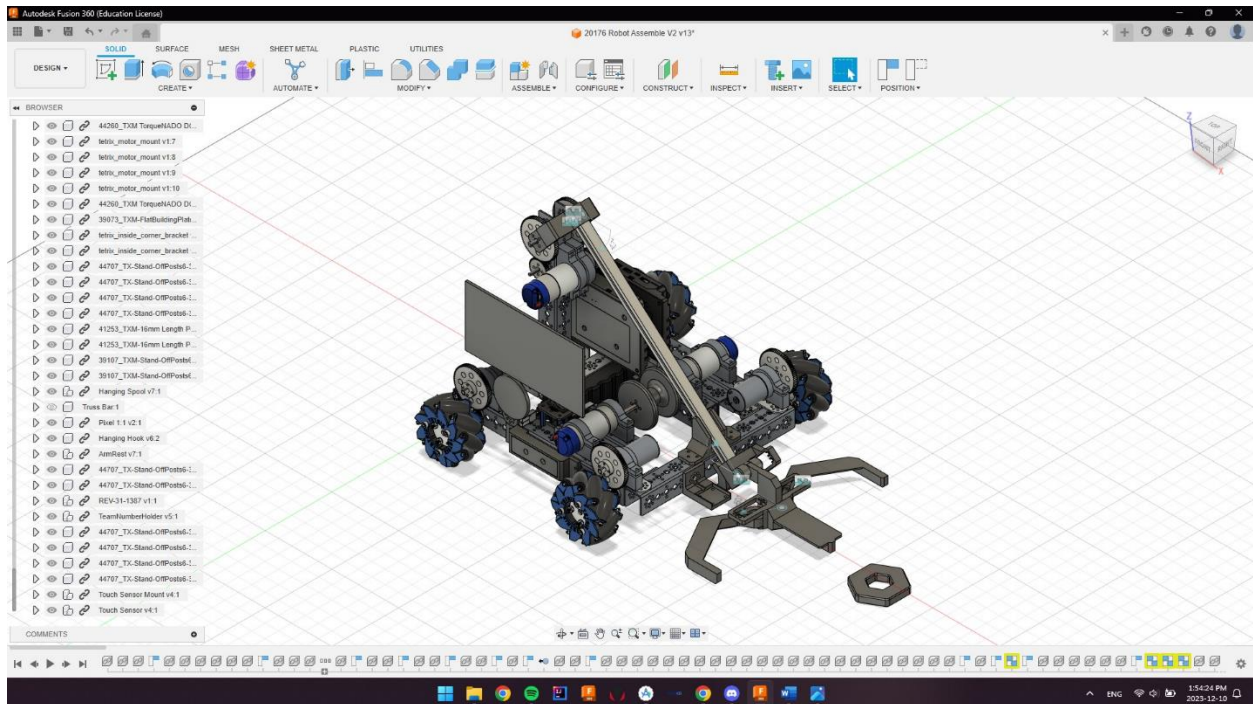 Autodesk Fusion 360 (Education License)
20176 Robot Assemble V2 v13*
SOLID SURFACE MESH SHEET METAL PLASTIC UTILITIES
DESIGN
CREATE AUTOMATE MODIFY ASSEMBLE CONFIGURE CONSTRUCT INSPECT INSERT SELECT POSITION
BROWSER
44260_TXM TorqueNADO D(...
tetrix_motor_mount v1:7
tetrix_motor_mount v1:8
tetrix_motor_mount v1:9
tetrix_motor_mount v1:10
44260_TXM TorqueNADO D(...
39073_TXM-FlatBuildingPlat...
tetrix_inside_corner_bracket ...
tetrix_inside_corner_bracket ...
44707_TX-Stand-OffPosts6-:...
44707_TX-Stand-OffPosts6-:...
44707_TX-Stand-OffPosts6-:...
44707_TX-Stand-OffPosts6-:...
41253_TXM-16mm Length P...
41253_TXM-16mm Length P...
39107_TXM-Stand-OffPosts(...
39107_TXM-Stand-OffPosts(...
Hanging Spool v7:1
Truss Bar:1
Pixel 1:1 v2:1
Hanging Hook v6:2
ArmRest v7:1
44707_TX-Stand-OffPosts6-:...
44707_TX-Stand-OffPosts6-:...
REV-31-1387 v1:1
TeamNumberHolder v5:1
44707_TX-Stand-OffPosts6-:...
44707_TX-Stand-OffPosts6-:...
44707_TX-Stand-OffPosts6-:...
44707_TX-Stand-OffPosts6-:...
Touch Sensor Mount v4:1
Touch Sensor v4:1
COMMENTS
Z
TOP
X
ENG
1:54:24 PM
2023-12-10